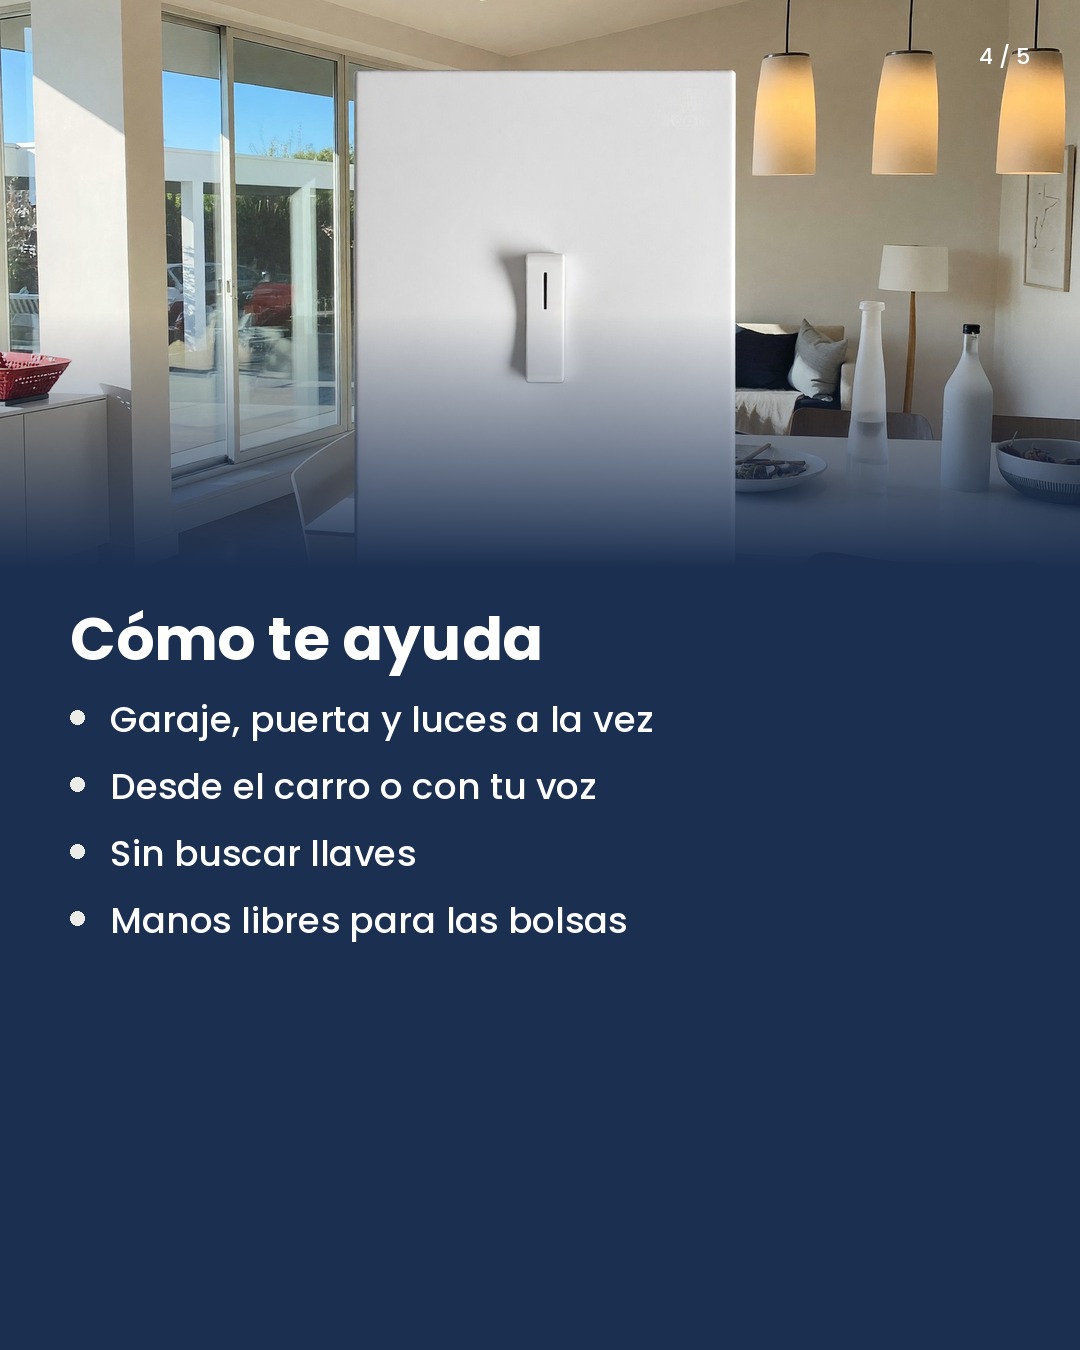 4 / 5
Cómo te ayuda
Garaje, puerta y luces a la vez
Desde el carro o con tu voz
Sin buscar llaves
Manos libres para las bolsas